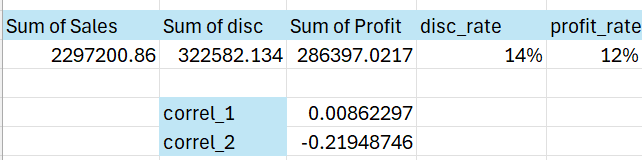 Sum of Sales Sum of disc Sum of Profit disc_rate profit_rate
2297200.86 322582.134 286397.0217 14% 12%
correl_1 0.00862297
correl_2 -0.21948746